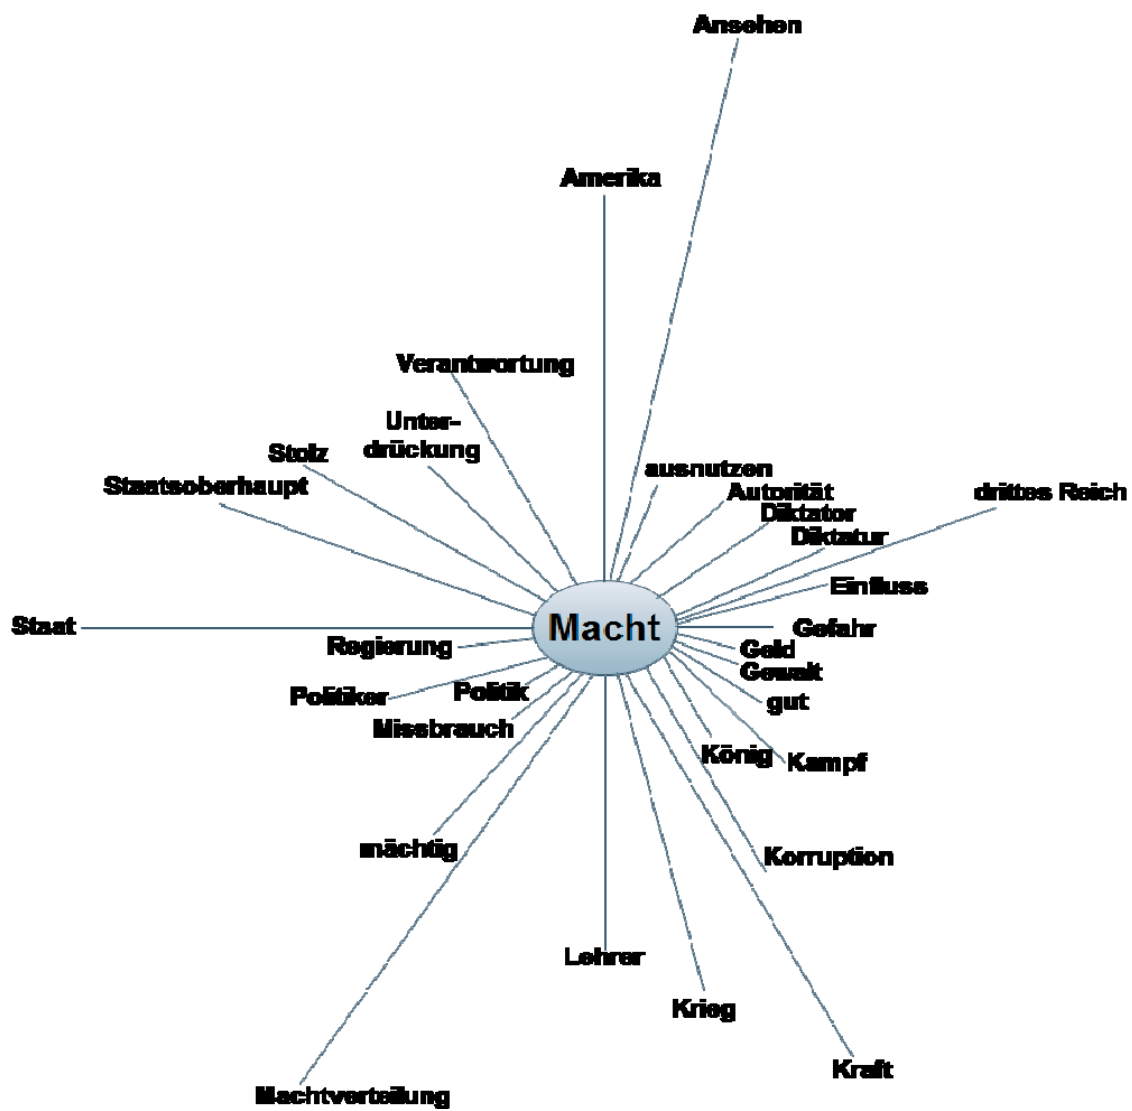 Ansehen
Amerika
Verantwortung
Unter-
drückung
Stolz
Staatsoberhaupt
ausnutzen
Autorität
drittes Reich
Diktator
Diktatur
Einfluss
Staat
Macht
Gefahr
Regierung
Geld
Gewalt
Politiker
Politik
gut
Missbrauch
König
Kampf
mächtig
Korruption
Lehrer
Krieg
Kraft
Machtverteilung